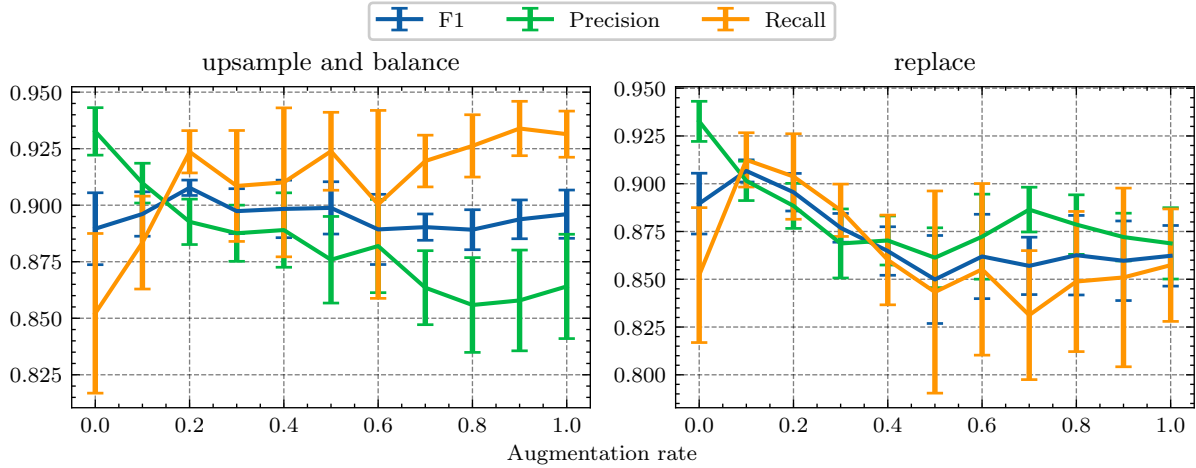 F1 Precision Recall
upsample and balance
0.950
0.925
0.900
0.875
0.850
0.825
0.0 0.2 0.4 0.6 0.8 1.0
replace
0.950
0.925
0.900
0.875
0.850
0.825
0.800
0.0 0.2 0.4 0.6 0.8 1.0
Augmentation rate